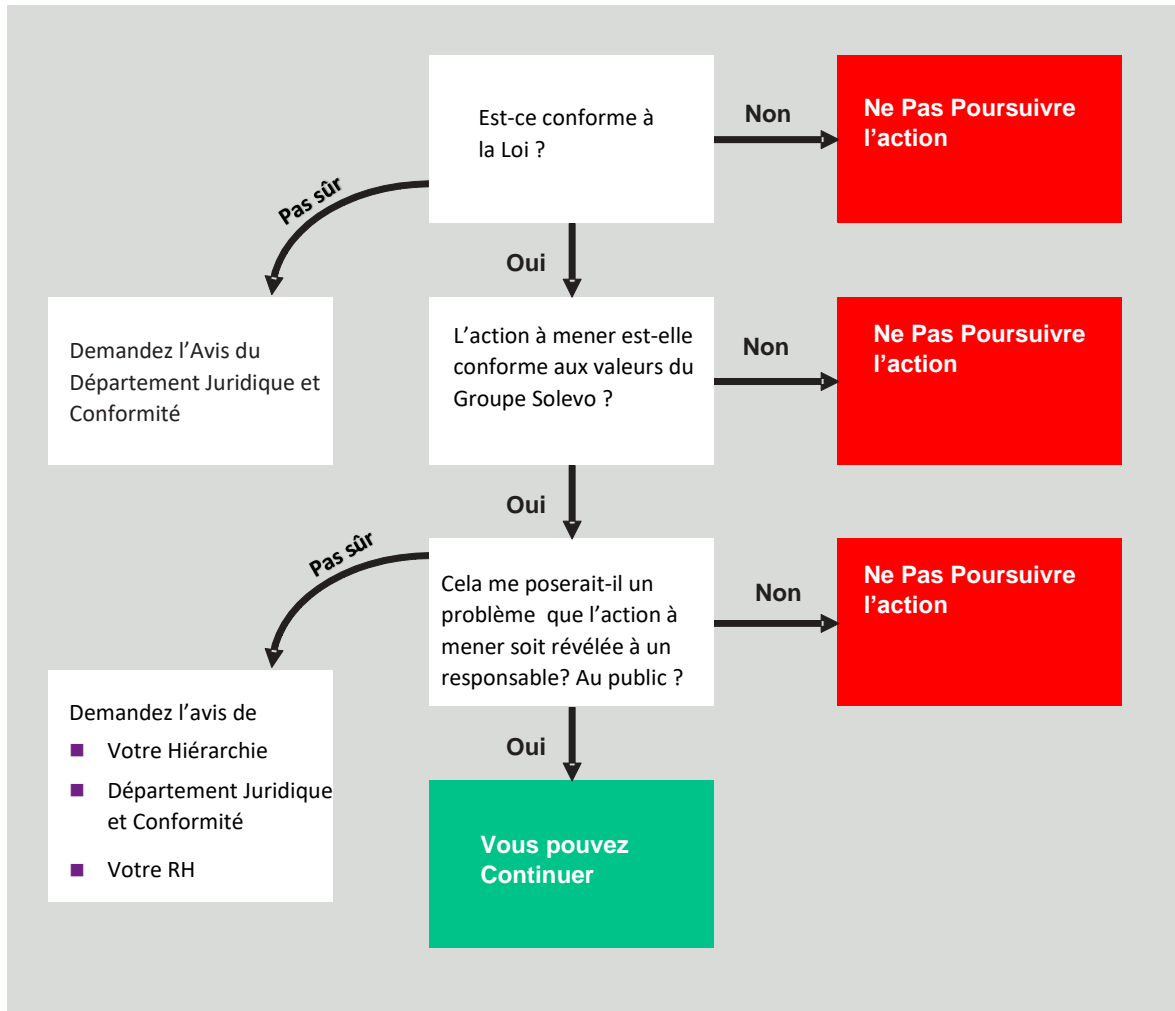 Est-ce conforme à
la Loi ?
Non
Ne Pas Poursuivre
l’action
Pas sûr
Oui
Demandez l’Avis du
Département Juridique et
Conformité
L’action à mener est-elle
conforme aux valeurs du
Groupe Solevo ?
Non
Ne Pas Poursuivre
l’action
Oui
Pas sûr
Cela me poserait-il un
problème  que l’action à
mener soit révélée à un
responsable? Au public ?
Non
Ne Pas Poursuivre
l’action
Demandez l’avis de
Votre Hiérarchie
Département Juridique
et Conformité
Votre RH
Oui
Vous pouvez
Continuer